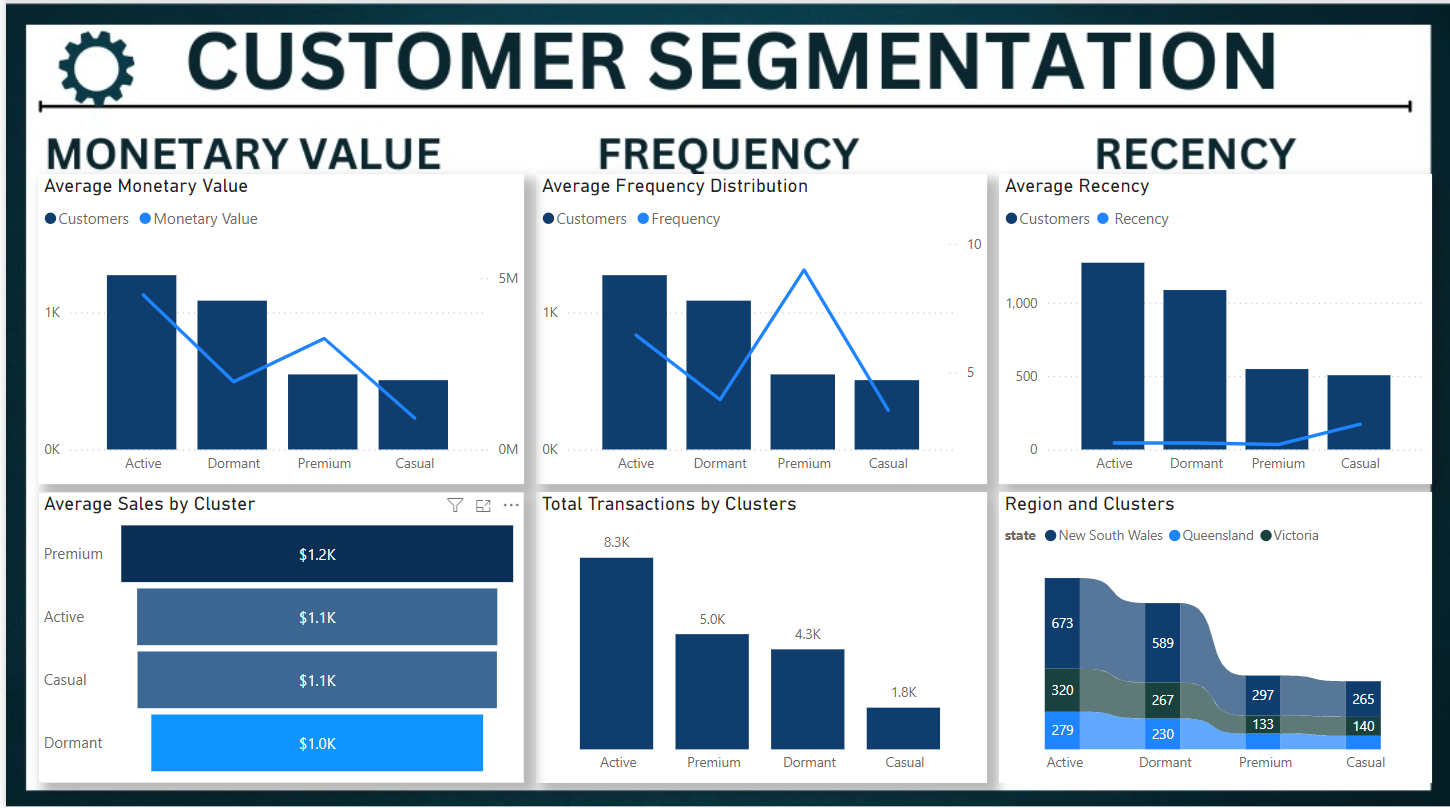 CUSTOMER SEGMENTATION
MONETARY VALUE
Average Monetary Value
Customers Monetary Value
5M
1K
0K 0M
Active Dormant Premium Casual
FREQUENCY
Average Frequency Distribution
Customers Frequency
10
1K
5
0K
Active Dormant Premium Casual
RECENCY
Average Recency
Customers Recency
1,000
500
0
Active Dormant Premium Casual
Average Sales by Cluster
Premium $1.2K
Active $1.1K
Casual $1.1K
Dormant $1.0K
Total Transactions by Clusters
8.3K
5.0K
4.3K
1.8K
Active Premium Dormant Casual
Region and Clusters
state New South Wales Queensland Victoria
673 589 297 265
320 267 133 140
279 230
Active Dormant Premium Casual